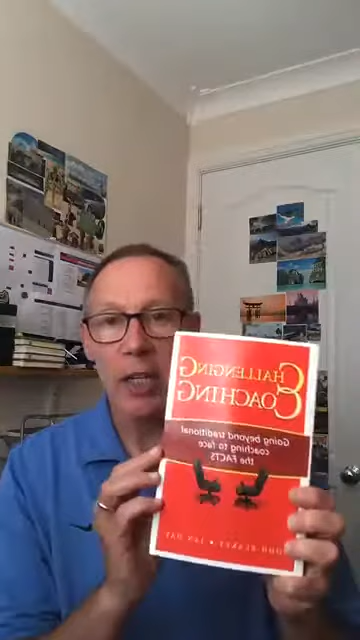 CHALLENGING
COACHING
Going beyond traditional
coaching to face
the FACTS
JOHN BLAKEY • IAN DAY